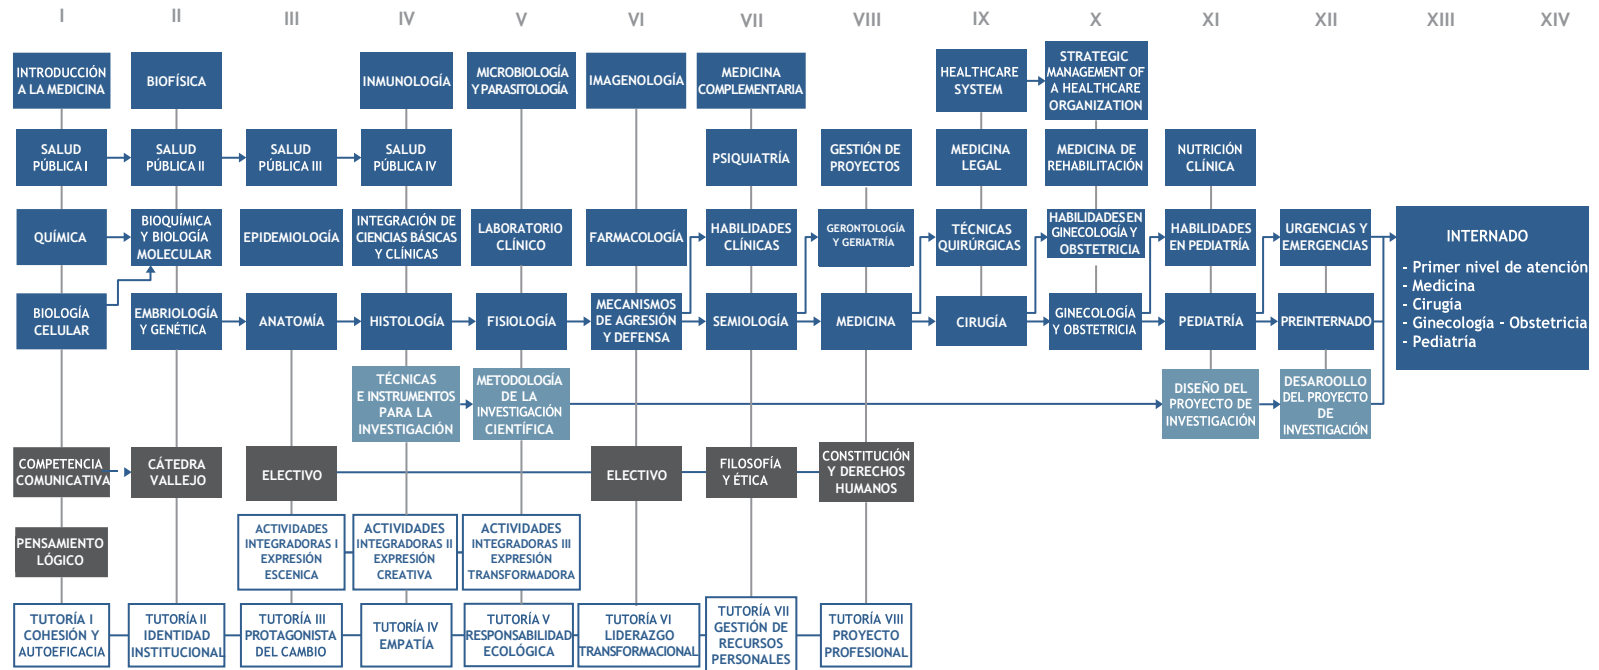 I II III IV V VI VII VIII IX X XI XII XIII XIV
INTRODUCCIÓN
A LA MEDICINA
BIOFÍSICA
INMUNOLOGÍA
MICROBIOLOGÍA
Y PARASITOLOGÍA
IMAGENOLOGÍA
MEDICINA
COMPLEMENTARIA
HEALTHCARE
SYSTEM
STRATEGIC
MANAGEMENT OF
A HEALTHCARE
ORGANIZATION
SALUD
PÚBLICA I
SALUD
PÚBLICA II
SALUD
PÚBLICA III
SALUD
PÚBLICA IV
PSIQUIATRÍA
GESTIÓN DE
PROYECTOS
MEDICINA
LEGAL
MEDICINA DE
REHABILITACIÓN
NUTRICIÓN
CLÍNICA
QUÍMICA
BIOQUÍMICA
Y BIOLOGÍA
MOLECULAR
EPIDEMIOLOGÍA
INTEGRACIÓN DE
CIENCIAS BÁSICAS
Y CLÍNICAS
LABORATORIO
CLÍNICO
FARMACOLOGÍA
HABILIDADES
CLÍNICAS
GERONTOLOGÍA
Y GERIATRÍA
TÉCNICAS
QUIRÚRGICAS
HABILIDADES EN
GINECOLOGÍA Y
OBSTETRICIA
HABILIDADES
EN PEDIATRÍA
URGENCIAS Y
EMERGENCIAS
INTERNADO
- Primer nivel de atención
- Medicina
- Cirugía
- Ginecología - Obstetricia
- Pediatría
BIOLOGÍA
CELULAR
EMBRIOLOGÍA
Y GENÉTICA
ANATOMÍA
HISTOLOGÍA
FISIOLOGÍA
MECANISMOS
DE AGRESIÓN
Y DEFENSA
SEMIOLOGÍA
MEDICINA
CIRUGÍA
GINECOLOGÍA
Y OBSTETRICIA
PEDIATRÍA
PREINTERNADO
TÉCNICAS
E INSTRUMENTOS
PARA LA
INVESTIGACIÓN
METODOLOGÍA
DE LA
INVESTIGACIÓN
CIENTÍFICA
DISEÑO DEL
PROYECTO DE
INVESTIGACIÓN
DESAROOLLO
DEL PROYECTO
DE
INVESTIGACIÓN
COMPETENCIA
COMUNICATIVA
CÁTEDRA
VALLEJO
ELECTIVO
ELECTIVO
FILOSOFÍA
Y ÉTICA
CONSTITUCIÓN
Y DERECHOS
HUMANOS
PENSAMIENTO
LÓGICO
ACTIVIDADES
INTEGRADORAS I
EXPRESIÓN
ESCENICA
ACTIVIDADES
INTEGRADORAS II
EXPRESIÓN
CREATIVA
ACTIVIDADES
INTEGRADORAS III
EXPRESIÓN
TRANSFORMADORA
TUTORÍA I
COHESIÓN Y
AUTOEFICACIA
TUTORÍA II
IDENTIDAD
INSTITUCIONAL
TUTORÍA III
PROTAGONISTA
DEL CAMBIO
TUTORÍA IV
EMPATÍA
TUTORÍA V
RESPONSABILIDAD
ECOLÓGICA
TUTORÍA VI
LIDERAZGO
TRANSFORMACIONAL
TUTORÍA VII
GESTIÓN DE
RECURSOS
PERSONALES
TUTORÍA VIII
PROYECTO
PROFESIONAL